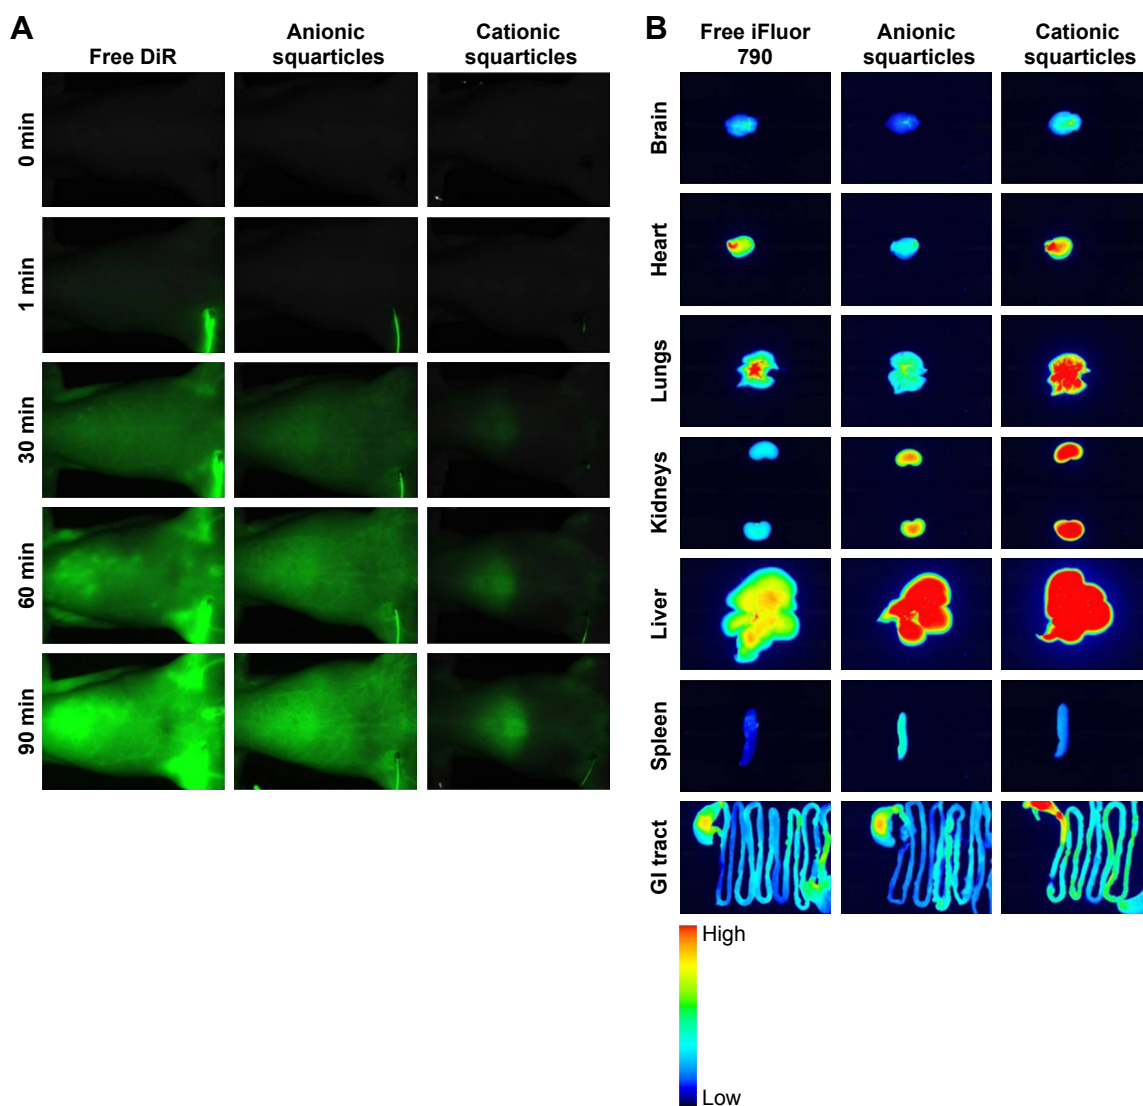 A
Free DiR
Anionic
squarticles
Cationic
squarticles
0 min
1 min
30 min
60 min
90 min
B
Free iFluor
790
Anionic
squarticles
Cationic
squarticles
Brain
Heart
Lungs
Kidneys
Liver
Spleen
GI tract
High
Low